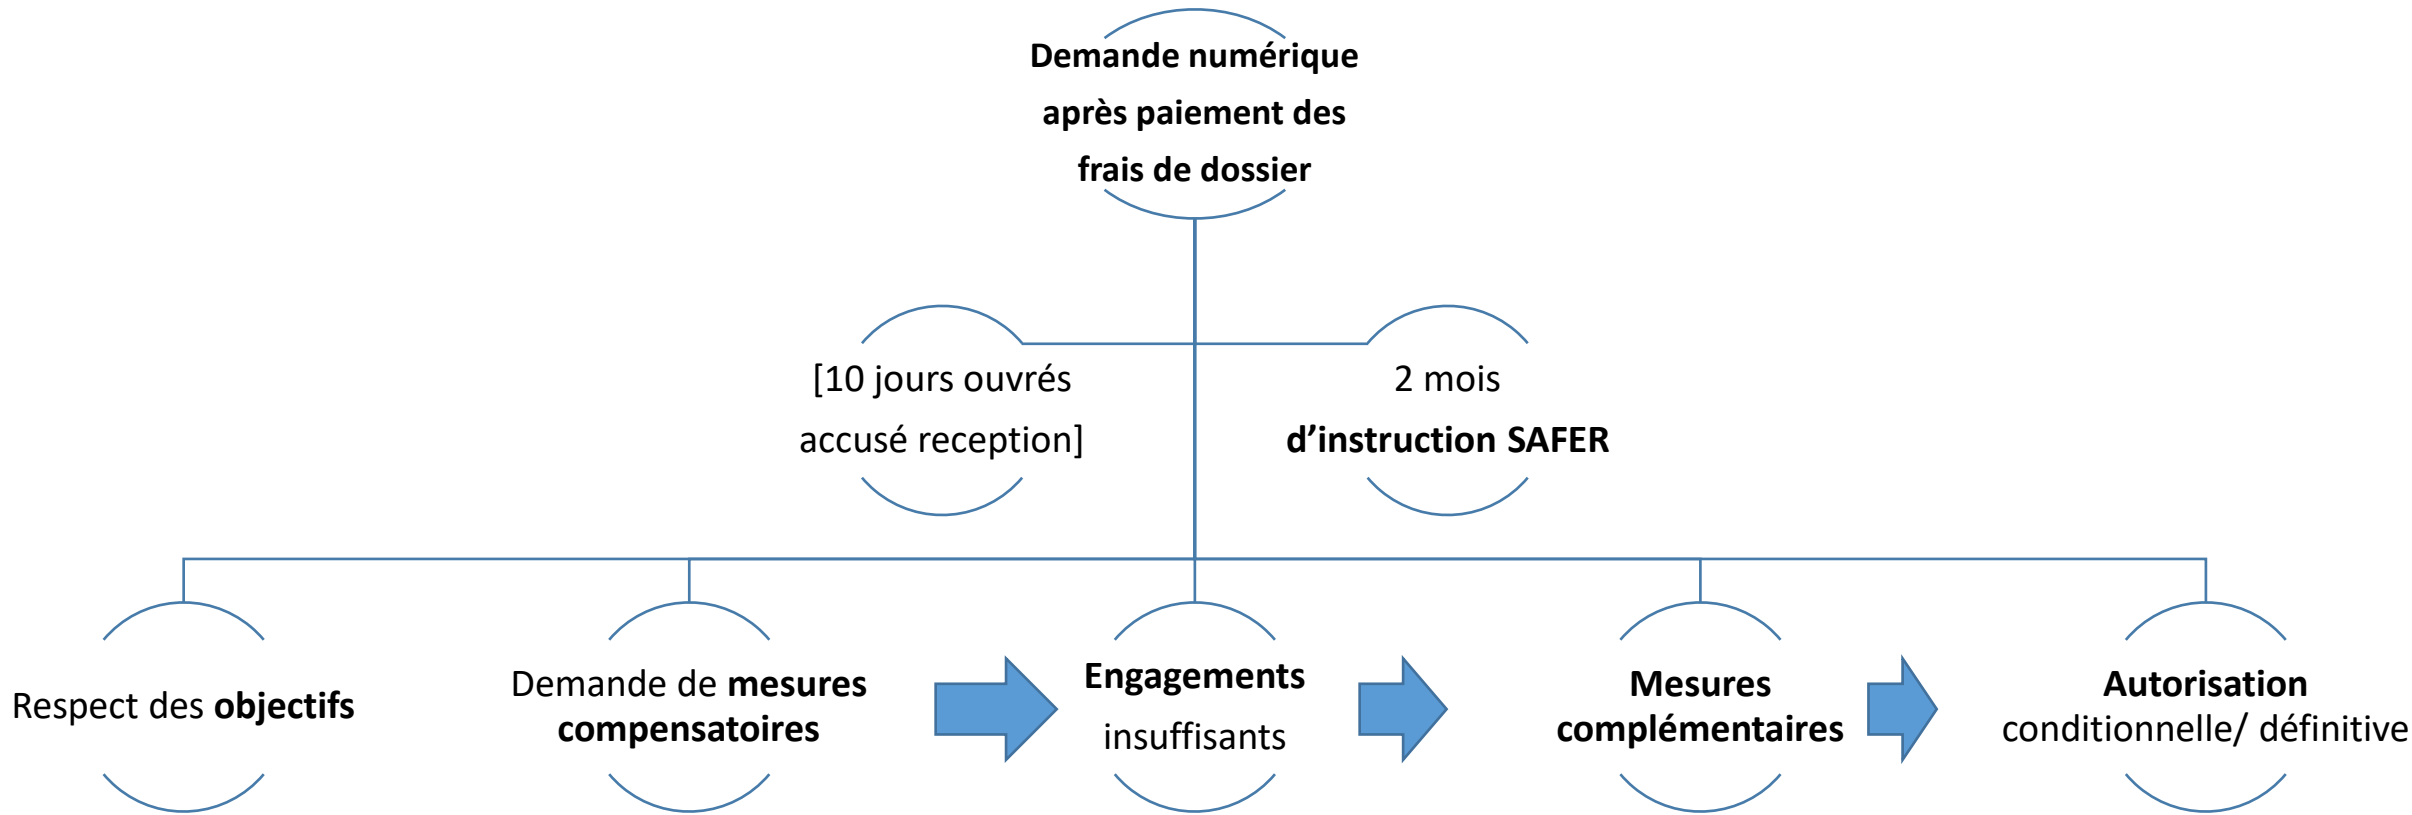 Demande numérique
après paiement des
frais de dossier
[10 jours ouvrés
accusé reception]
2 mois
d’instruction SAFER
Respect des objectifs
Demande de mesures
compensatoires
Engagements
insuffisants
Mesures
complémentaires
Autorisation
conditionnelle/ définitive